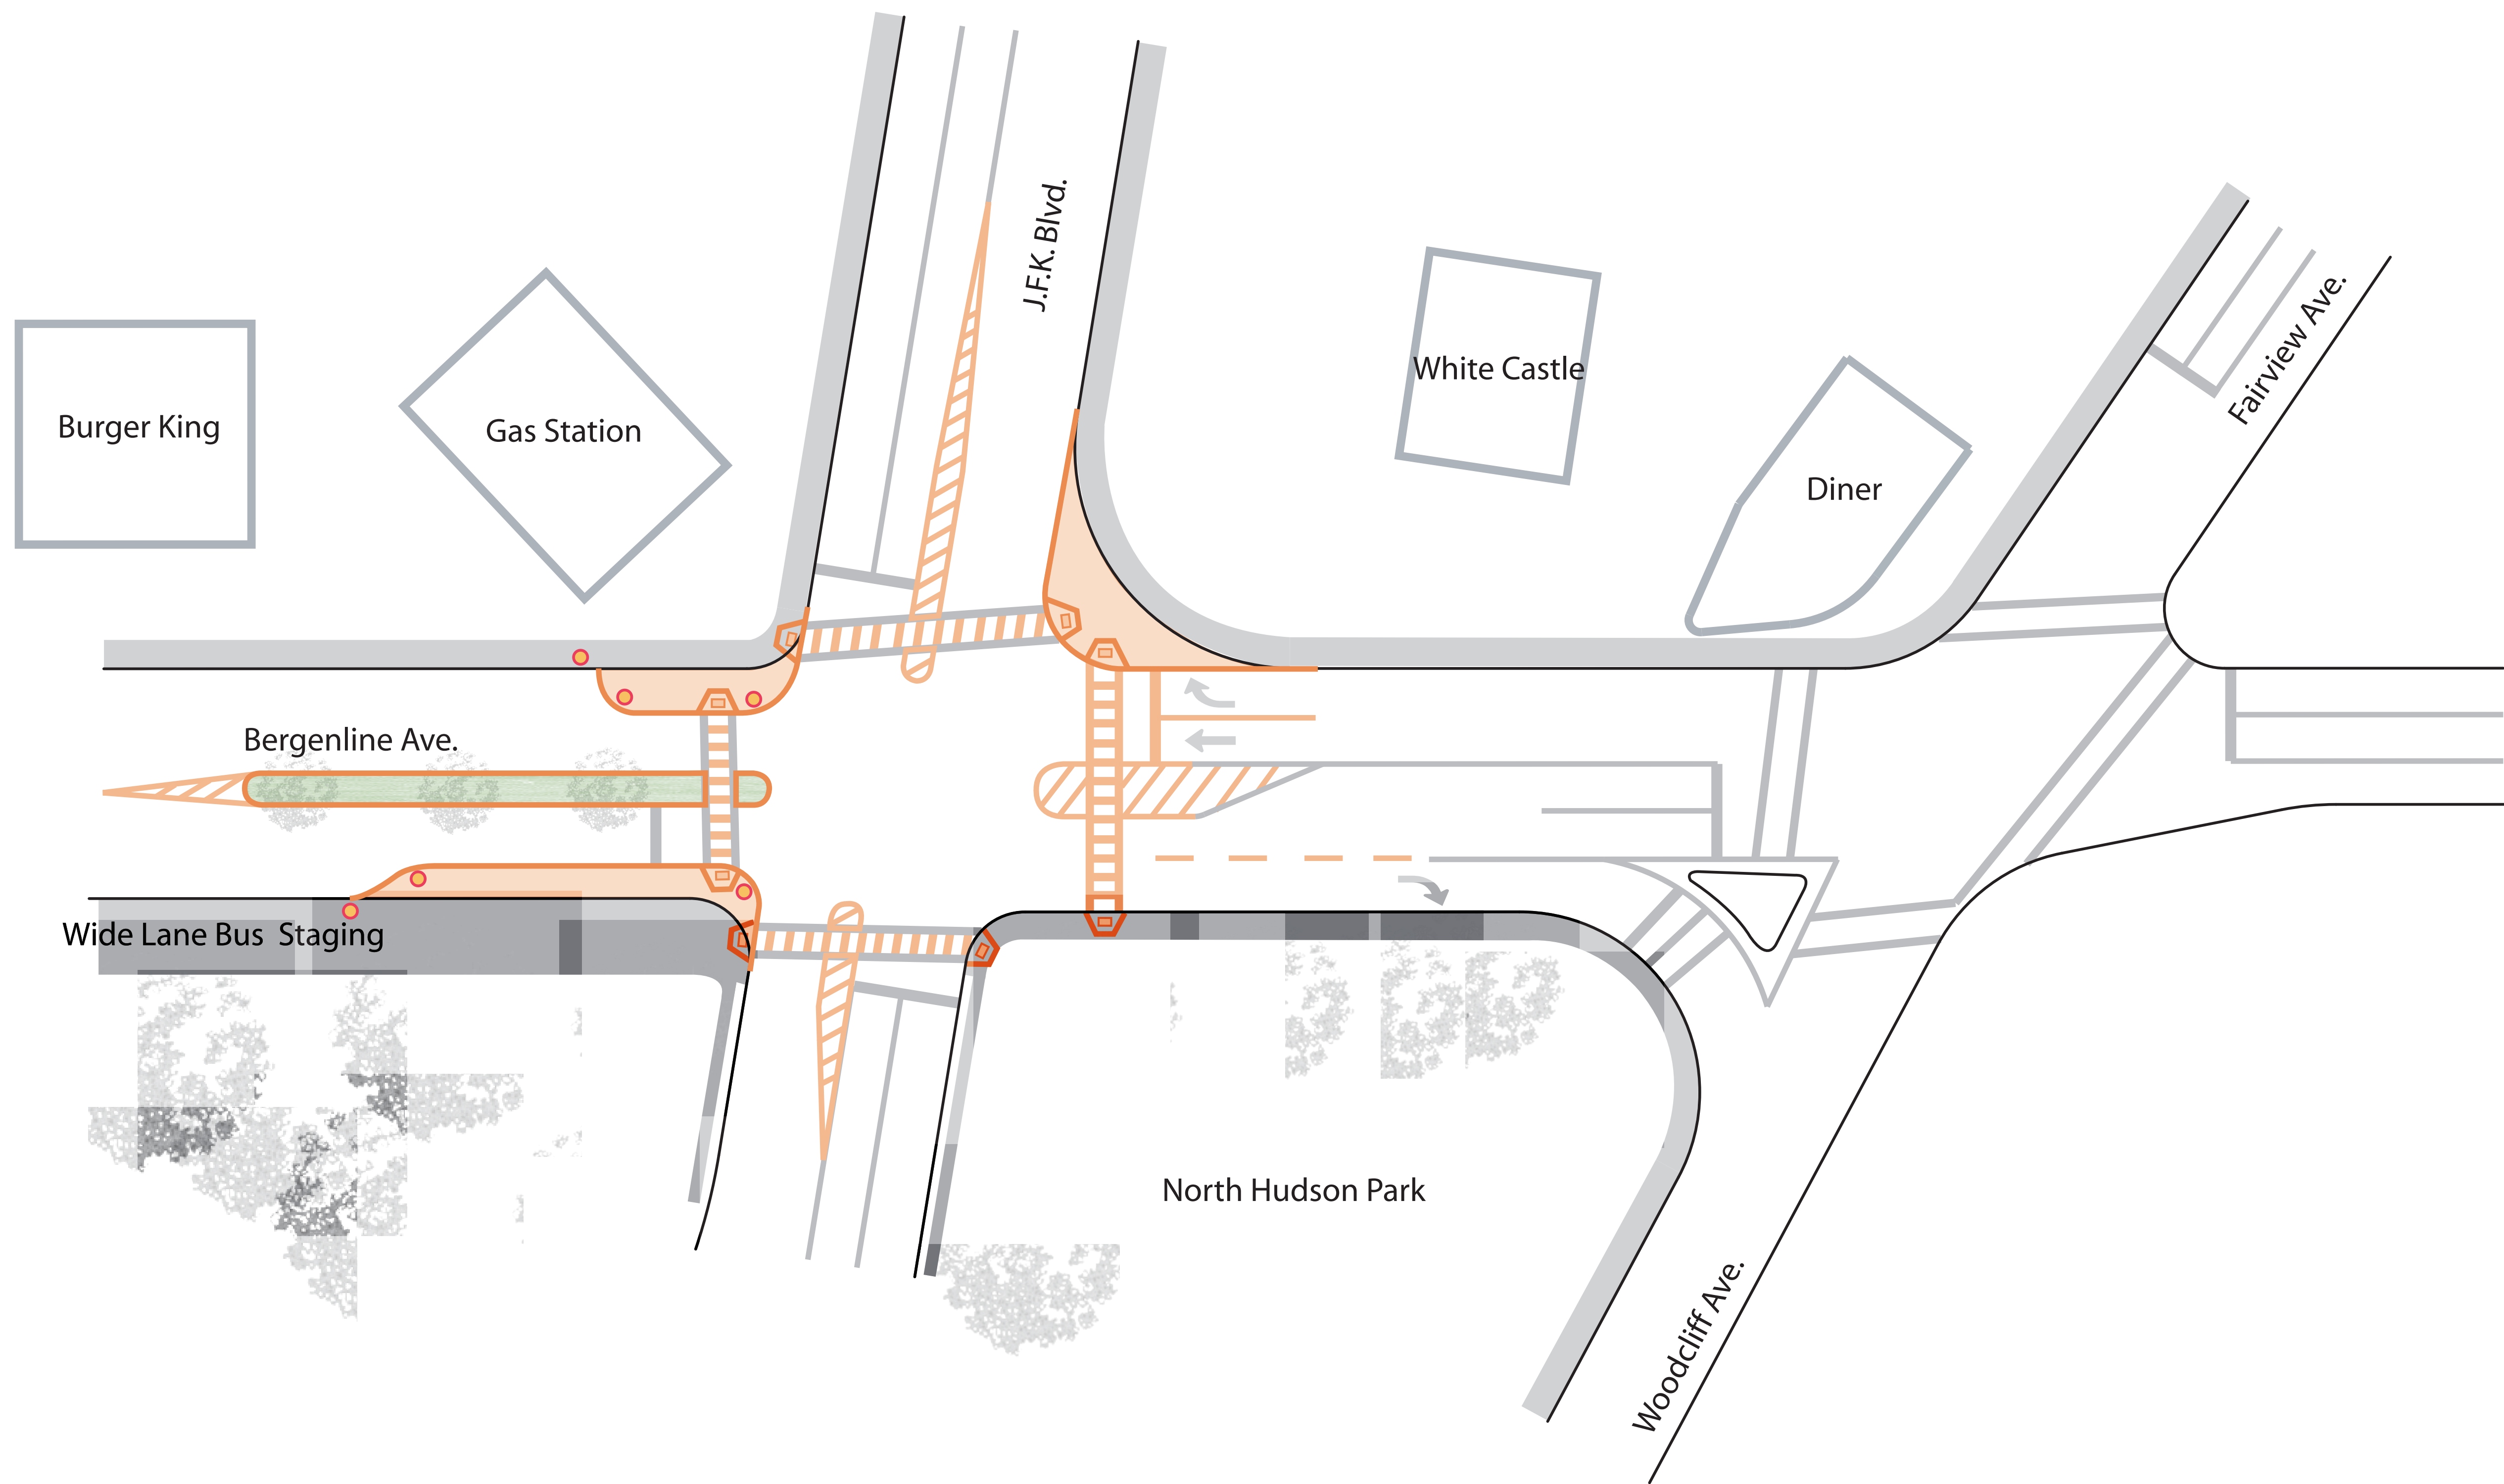 J.F.K. Blvd.
Fairview Ave.
White Castle
Burger King
Gas Station
Diner
Bergenline Ave.
Wide Lane Bus  Staging
North Hudson Park
Woodcliff Ave.